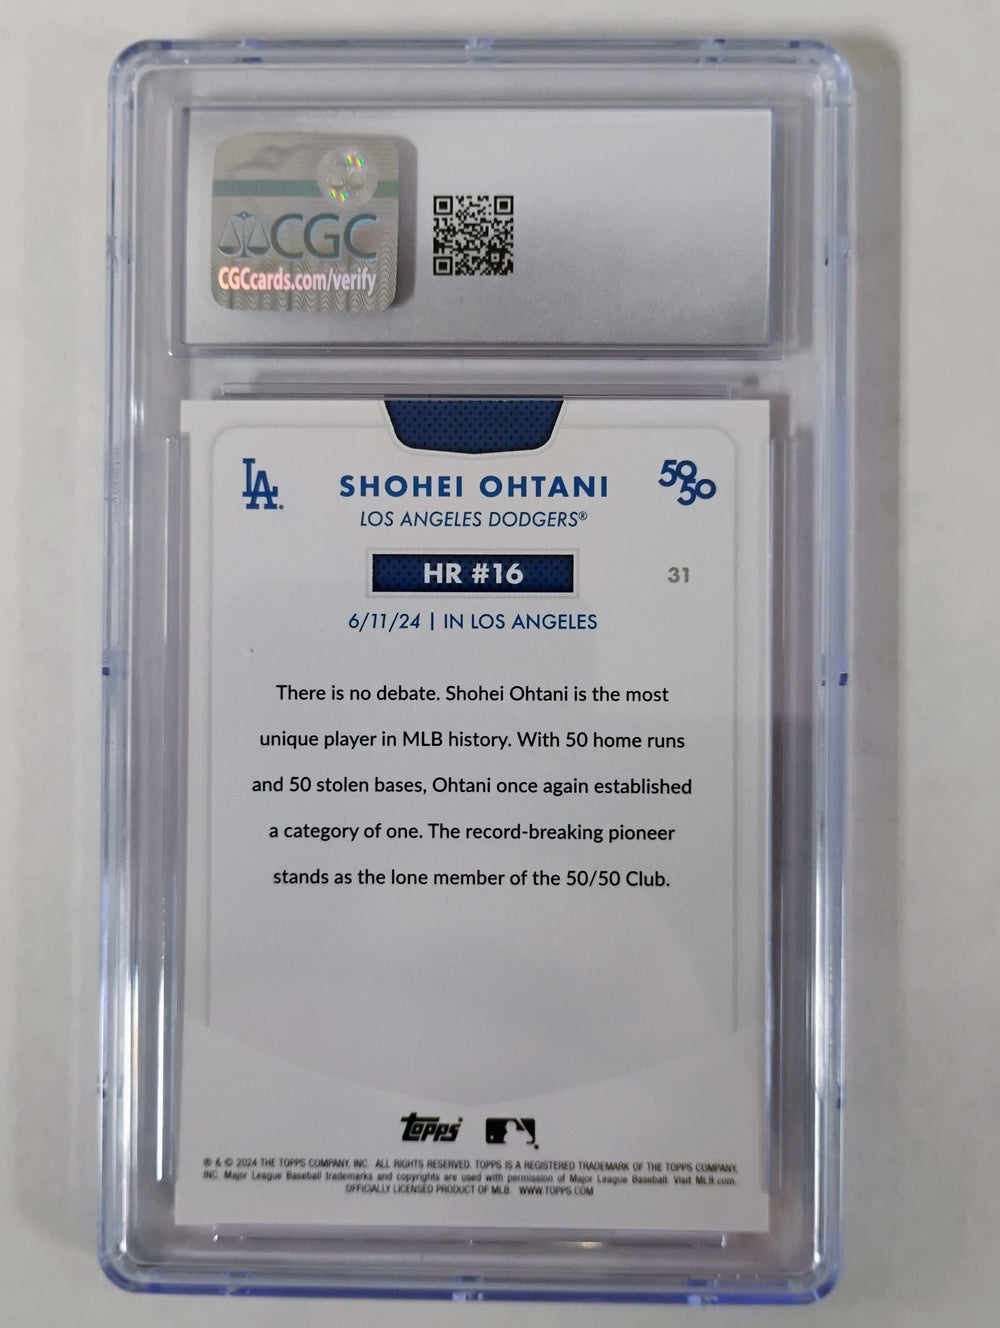 CGC
CGCcards.com/verify
LA
SHOHEI OHTANI
50/50
LOS ANGELES DODGERS®
HR #16
31
6/11/24 | IN LOS ANGELES
There is no debate. Shohei Ohtani is the most
unique player in MLB history. With 50 home runs
and 50 stolen bases, Ohtani once again established
a category of one. The record-breaking pioneer
stands as the lone member of the 50/50 Club.
topps
® & © 2024 THE TOPPS COMPANY, INC. ALL RIGHTS RESERVED. TOPPS IS A REGISTERED TRADEMARK OF THE TOPPS COMPANY,
INC. Major League Baseball trademarks and copyrights are used with permission of Major League Baseball. Visit MLB.com.
OFFICIALLY LICENSED PRODUCT OF MLB. WWW.TOPPS.COM